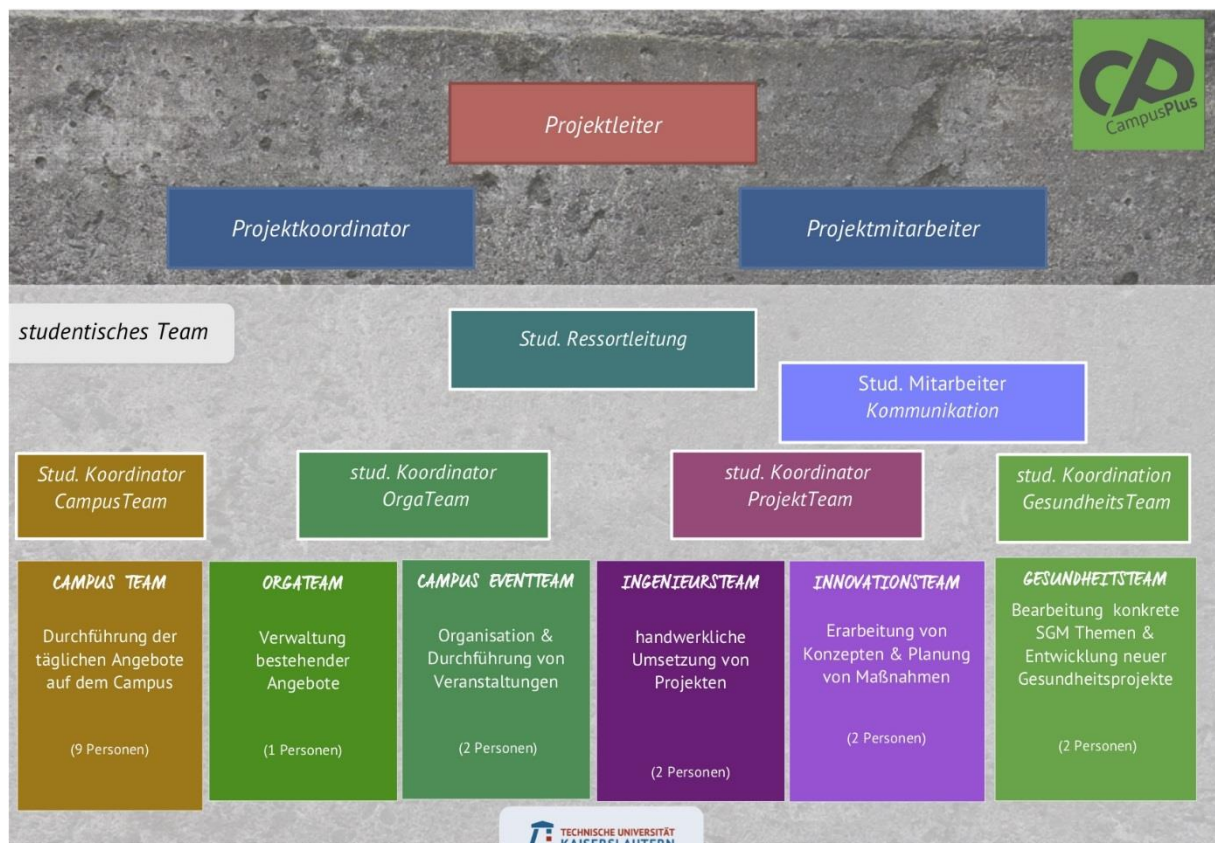 CampusPlus
Projektleiter
Projektkoordinator
Projektmitarbeiter
studentisches Team
Stud. Ressortleitung
Stud. Mitarbeiter
Kommunikation
Stud. Koordinator
CampusTeam
stud. Koordinator
OrgaTeam
stud. Koordinator
ProjektTeam
stud. Koordination
GesundheitsTeam
CAMPUS TEAM
Durchführung der
täglichen Angebote
auf dem Campus
(9 Personen)
ORGATEAM
Verwaltung
bestehender
Angebote
(1 Personen)
CAMPUS EVENTTEAM
Organisation &
Durchführung von
Veranstaltungen
(2 Personen)
INGENIEURSTEAM
handwerkliche
Umsetzung von
Projekten
(2 Personen)
INNOVATIONSTEAM
Erarbeitung von
Konzepten & Planung
von Maßnahmen
(2 Personen)
GESUNDHEITSTEAM
Bearbeitung konkrete
SGM Themen &
Entwicklung neuer
Gesundheitsprojekte
(2 Personen)
TECHNISCHE UNIVERSITÄT
KAISERSLAUTERN